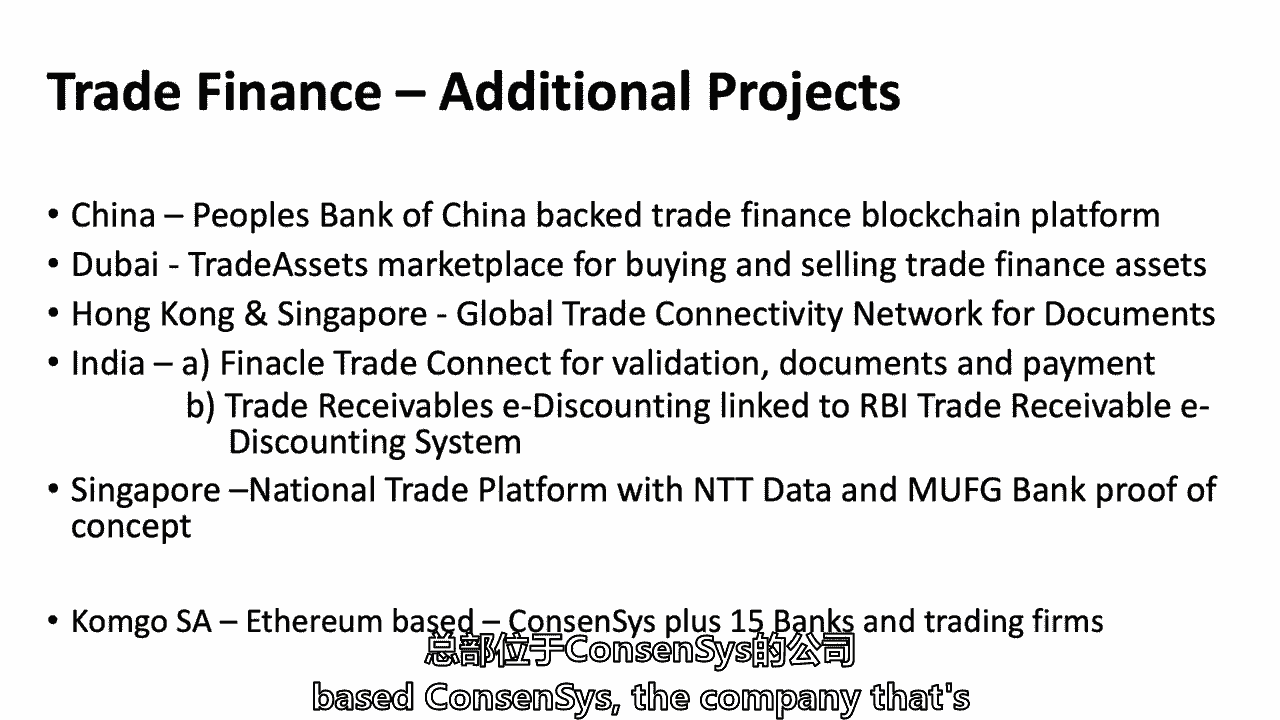 Trade Finance – Additional Projects
• China – Peoples Bank of China backed trade finance blockchain platform
• Dubai - TradeAssets marketplace for buying and selling trade finance assets
• Hong Kong & Singapore - Global Trade Connectivity Network for Documents
• India – a) Finacle Trade Connect for validation, documents and payment
b) Trade Receivables e-Discounting linked to RBI Trade Receivable e-
Discounting System
• Singapore –National Trade Platform with NTT Data and MUFG Bank proof of
concept
• Komgo SA – Ethereum based – ConsenSys plus 15 Banks and trading firms
总部位于ConsenSys的公司
based ConsenSys, the company that's